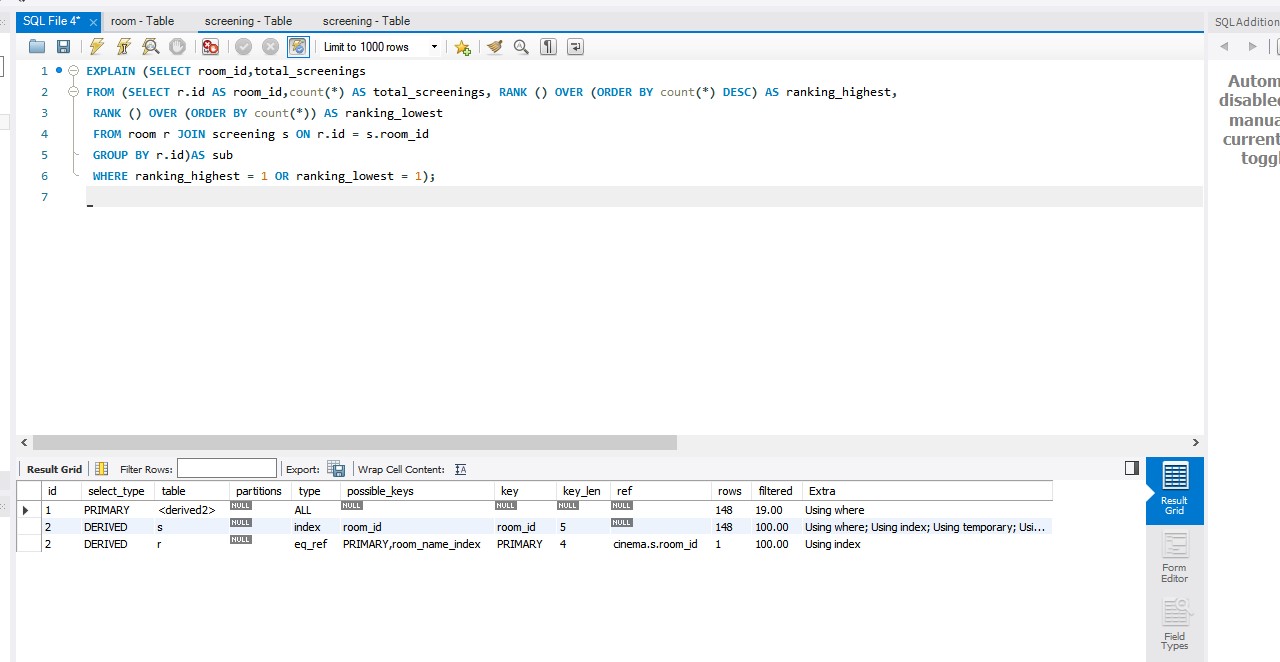 SQL File 4*
room - Table
screening - Table
screening - Table
SQLAddition
Limit to 1000 rows
1 EXPLAIN (SELECT room_id,total_screenings
2 FROM (SELECT r.id AS room_id,count(*) AS total_screenings, RANK () OVER (ORDER BY count(*) DESC) AS ranking_highest,
3 RANK () OVER (ORDER BY count(*)) AS ranking_lowest
4 FROM room r JOIN screening s ON r.id = s.room_id
5 GROUP BY r.id)AS sub
6 WHERE ranking_highest = 1 OR ranking_lowest = 1);
7
Autom
disabled
manua
current
toggl
Result Grid Filter Rows: Export: Wrap Cell Content: IA
id select_type table partitions type possible_keys key key_len ref rows filtered Extra
1 PRIMARY <derived2> NULL ALL NULL NULL NULL NULL 148 19.00 Using where
2 DERIVED s NULL index room_id room_id 5 NULL 148 100.00 Using where; Using index; Using temporary; Usi...
2 DERIVED r NULL eq_ref PRIMARY,room_name_in PRIMARY 4 cinema.s.room_id 1 100.00 Using index
Result
Grid
Form
Editor
Field
Types